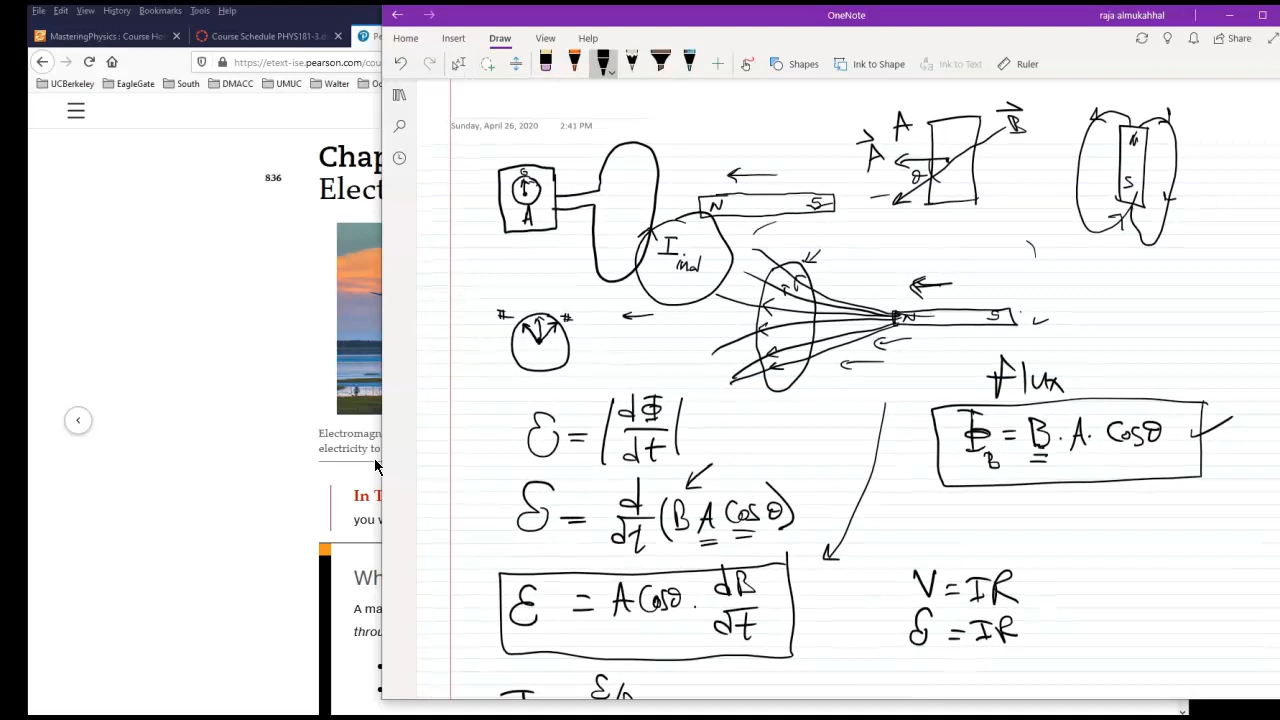 File Edit View History Bookmarks Tools Help
OneNote
raja almukahhal
MasteringPhysics : Course Ho
Course Schedule PHYS181-3.d
Pe
Home Insert Draw View Help
Share
https://etext-ise.pearson.com/cou
Shapes
Ink to Shape
Ink to Text
Ruler
UCBerkeley EagleGate South DMACC UMUC Walter Oc
Sunday, April 26, 2020 2:41 PM
836
Chap
Elect
G
A
N S
I ind
A
A
B
θ
N
S
# #
N S
flux
Φ_B = B . A . Cosθ
ℰ = | dΦ / dt |
ℰ = d/dt (B A Cosθ)
ℰ = A Cosθ . dB/dt
V = IR
ℰ = IR
Electromagn
electricity to
In T
you w
Wh
A ma
throu